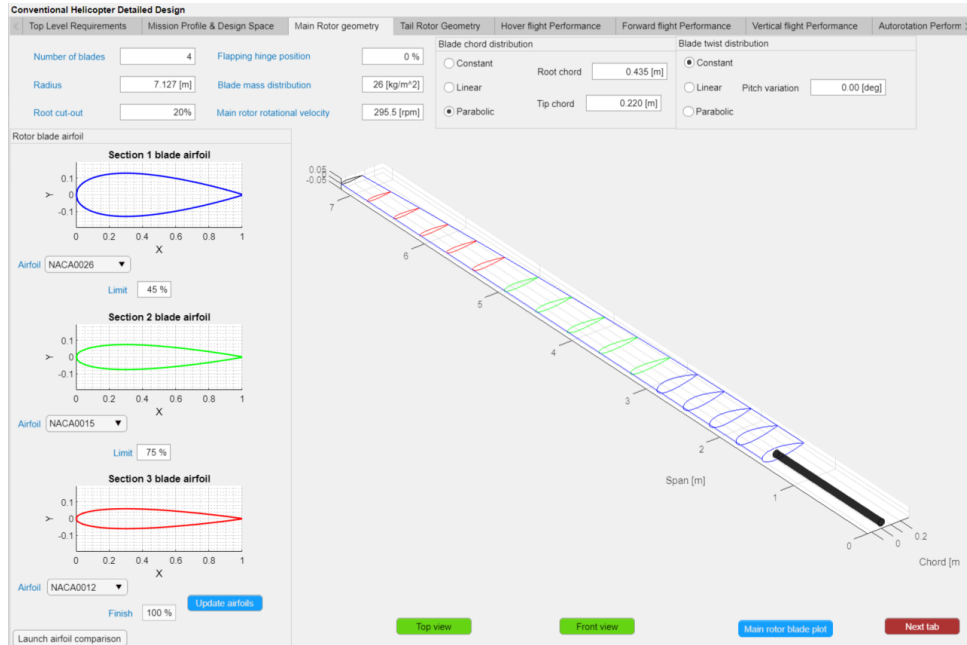 Conventional Helicopter Detailed Design
Top Level Requirements Mission Profile & Design Space Main Rotor geometry Tail Rotor Geometry Hover flight Performance Forward flight Performance Vertical flight Performance Autorotation Perform
Number of blades 4 Flapping hinge position 0 %
Radius 7.127 [m] Blade mass distribution 26 [kg/m^2]
Root cut-out 20% Main rotor rotational velocity 295.5 [rpm]
Blade chord distribution
Constant
Linear
Parabolic
Root chord 0.435 [m]
Tip chord 0.220 [m]
Blade twist distribution
Constant
Linear
Parabolic
Pitch variation 0.00 [deg]
Rotor blade airfoil
Section 1 blade airfoil
Y
0.1
0
-0.1
0 0.2 0.4 0.6 0.8 1
X
Airfoil NACA0026
Limit 45 %
Section 2 blade airfoil
Y
0.1
0
-0.1
0 0.2 0.4 0.6 0.8 1
X
Airfoil NACA0015
Limit 75 %
Section 3 blade airfoil
Y
0.1
0
-0.1
0 0.2 0.4 0.6 0.8 1
X
Airfoil NACA0012
Finish 100 %
Update airfoils
Launch airfoil comparison
0.05
0
-0.05
7
6
5
4
3
2
1
0
Span [m]
0
0.2
Chord [m
Top view Front view Main rotor blade plot Next tab